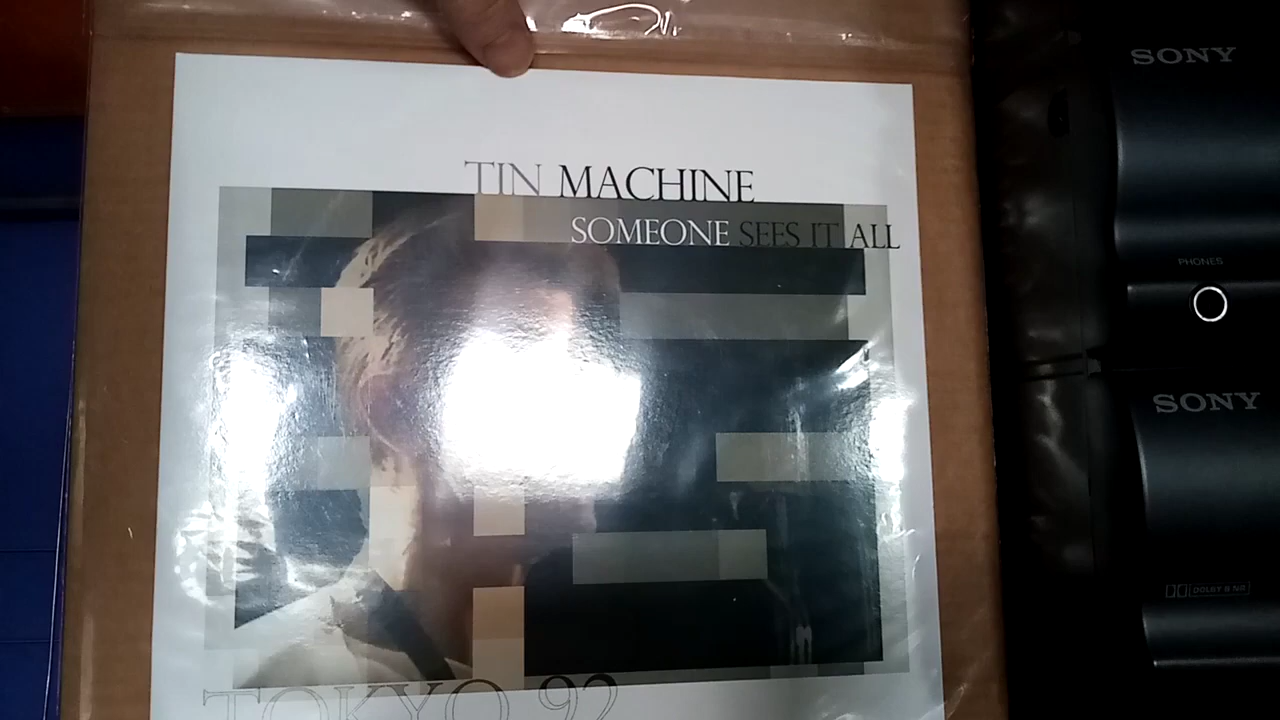 TIN MACHINE
SOMEONE SEES IT ALL
TOKYO 92
SONY
PHONES
SONY
DOLBY B NR